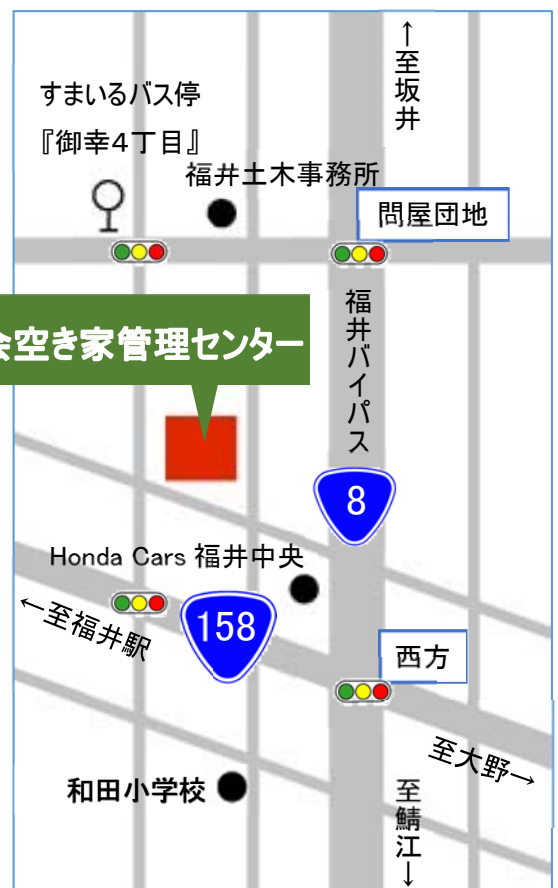 ↑至坂井
すまいるバス停
『御幸4丁目』
福井土木事務所
問屋団地
会空き家管理センター
福井バイパス
8
Honda Cars 福井中央
158
←至福井駅
西方
至大野→
和田小学校
至鯖江↓